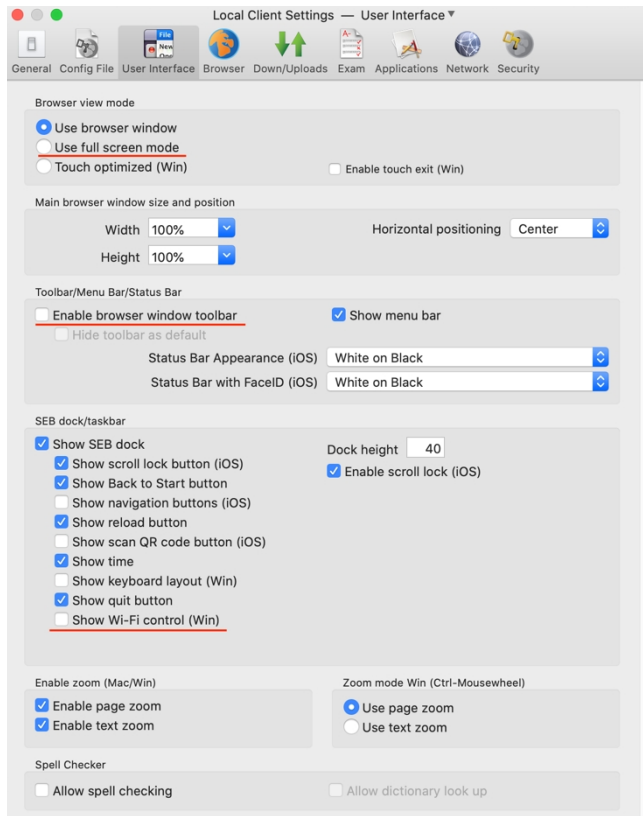 Local Client Settings — User Interface
General Config File User Interface Browser Down/Uploads Exam Applications Network Security
Browser view mode
Use browser window
Use full screen mode
Touch optimized (Win) Enable touch exit (Win)
Main browser window size and position
Width 100% Horizontal positioning Center
Height 100%
Toolbar/Menu Bar/Status Bar
Enable browser window toolbar Show menu bar
Hide toolbar as default
Status Bar Appearance (iOS) White on Black
Status Bar with FaceID (iOS) White on Black
SEB dock/taskbar
Show SEB dock Dock height 40
Show scroll lock button (iOS) Enable scroll lock (iOS)
Show Back to Start button
Show navigation buttons (iOS)
Show reload button
Show scan QR code button (iOS)
Show time
Show keyboard layout (Win)
Show quit button
Show Wi-Fi control (Win)
Enable zoom (Mac/Win) Zoom mode Win (Ctrl-Mousewheel)
Enable page zoom Use page zoom
Enable text zoom Use text zoom
Spell Checker
Allow spell checking Allow dictionary look up